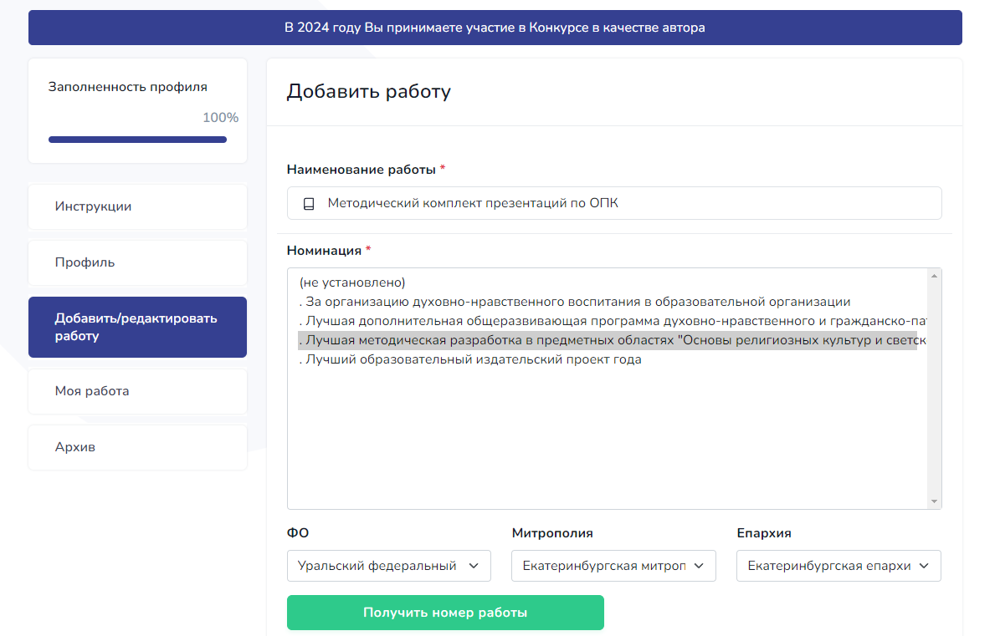 В 2024 году Вы принимаете участие в Конкурсе в качестве автора
Заполненность профиля
100%
Инструкции
Профиль
Добавить/редактировать
работу
Моя работа
Архив
Добавить работу
Наименование работы *
Методический комплект презентаций по ОПК
Номинация *
(не установлено)
. За организацию духовно-нравственного воспитания в образовательной организации
. Лучшая дополнительная общеразвивающая программа духовно-нравственного и гражданско-пат
. Лучшая методическая разработка в предметных областях "Основы религиозных культур и светск
. Лучший образовательный издательский проект года
ФО
Митрополия
Епархия
Уральский федеральный
Екатеринбургская митроп
Екатеринбургская епархи
Получить номер работы